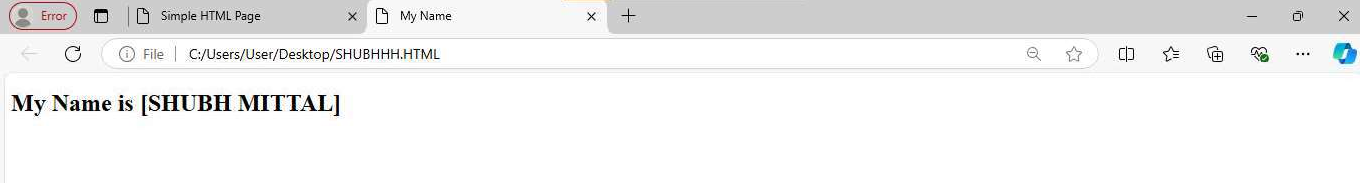 Error
Simple HTML Page
My Name
File
C:/Users/User/Desktop/SHUBHHH.HTML
My Name is [SHUBH MITTAL]